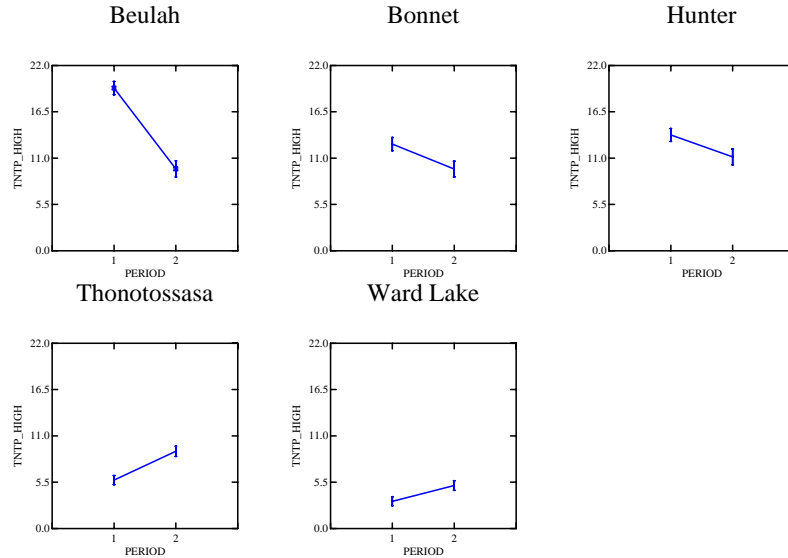 Beulah
22.0
16.5
11.0
5.5
0.0
TNTP_HIGH
1 2
PERIOD
Bonnet
22.0
16.5
11.0
5.5
0.0
TNTP_HIGH
1 2
PERIOD
Hunter
22.0
16.5
11.0
5.5
0.0
TNTP_HIGH
1 2
PERIOD
Thonotossasa
22.0
16.5
11.0
5.5
0.0
TNTP_HIGH
1 2
PERIOD
Ward Lake
22.0
16.5
11.0
5.5
0.0
TNTP_HIGH
1 2
PERIOD